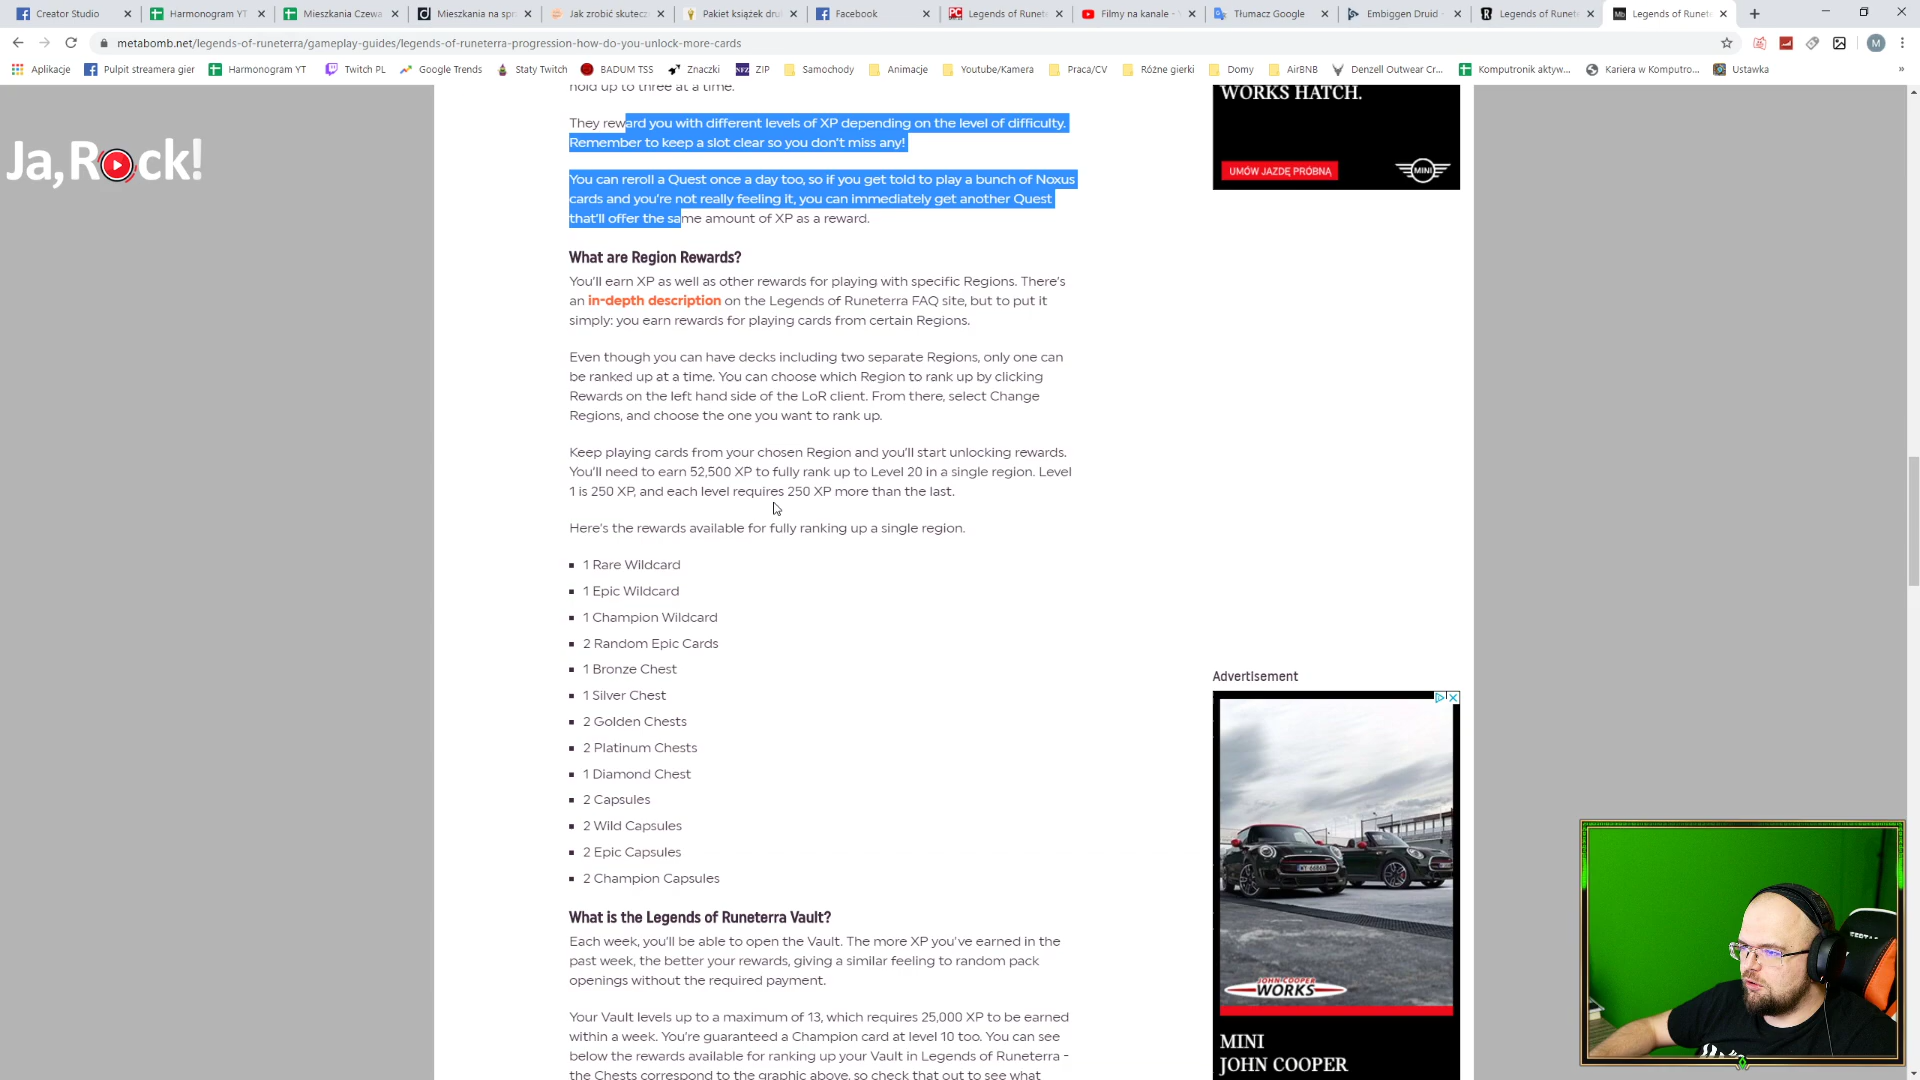 Creator Studio
Harmonogram YT
Mieszkania Czewa
Mieszkania na spr
Jak zrobić skutecz
Pakiet książek dru
Facebook
Legends of Runete
Filmy na kanale -
Tłumacz Google
Embiggen Druid -
Legends of Runet
Legends of Runet
metabomb.net/legends-of-runeterra/gameplay-guides/legends-of-runeterra-progression-how-do-you-unlock-more-cards
M
Aplikacje
Pulpit streamera gier
Harmonogram YT
Twitch PL
Google Trends
Staty Twitch
BADUM TSS
Znaczki
NFZ ZIP
Samochody
Animacje
Youtube/Kamera
Praca/CV
Różne gierki
Domy
AirBNB
Denzell Outwear Cr...
Komputronik aktyw...
Kariera w Komputro...
Ustawka
»
Ja,Rock!
hold up to three at a time.
They reward you with different levels of XP depending on the level of difficulty.
Remember to keep a slot clear so you don't miss any!
You can reroll a Quest once a day too, so if you get told to play a bunch of Noxus
cards and you're not really feeling it, you can immediately get another Quest
that'll offer the same amount of XP as a reward.
What are Region Rewards?
You'll earn XP as well as other rewards for playing with specific Regions. There's
an in-depth description on the Legends of Runeterra FAQ site, but to put it
simply: you earn rewards for playing cards from certain Regions.
Even though you can have decks including two separate Regions, only one can
be ranked up at a time. You can choose which Region to rank up by clicking
Rewards on the left hand side of the LoR client. From there, select Change
Regions, and choose the one you want to rank up.
Keep playing cards from your chosen Region and you'll start unlocking rewards.
You'll need to earn 52,500 XP to fully rank up to Level 20 in a single region. Level
1 is 250 XP, and each level requires 250 XP more than the last.
Here's the rewards available for fully ranking up a single region.
▪ 1 Rare Wildcard
▪ 1 Epic Wildcard
▪ 1 Champion Wildcard
▪ 2 Random Epic Cards
▪ 1 Bronze Chest
▪ 1 Silver Chest
▪ 2 Golden Chests
▪ 2 Platinum Chests
▪ 1 Diamond Chest
▪ 2 Capsules
▪ 2 Wild Capsules
▪ 2 Epic Capsules
▪ 2 Champion Capsules
What is the Legends of Runeterra Vault?
Each week, you'll be able to open the Vault. The more XP you've earned in the
past week, the better your rewards, giving a similar feeling to random pack
openings without the required payment.
Your Vault levels up to a maximum of 13, which requires 25,000 XP to be earned
within a week. You're guaranteed a Champion card at level 10 too. You can see
below the rewards available for ranking up your Vault in Legends of Runeterra -
the Chests correspond to the graphic above, so check that out to see what
WORKS HATCH.
UMÓW JAZDĘ PRÓBNĄ
MINI
Advertisement
JOHN COOPER
WORKS
MINI
JOHN COOPER